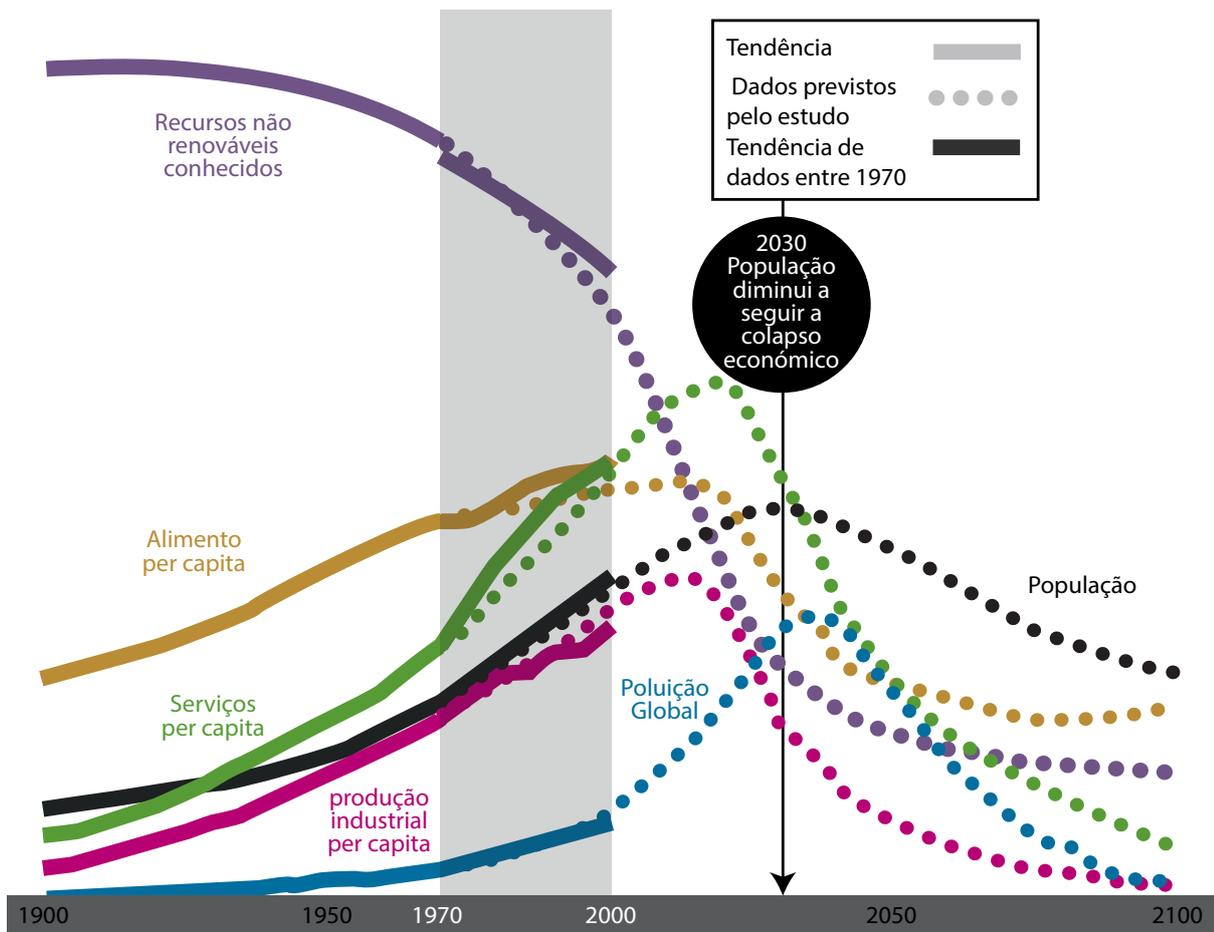 Tendência
Dados previstos
pelo estudo
Tendência de
dados entre 1970
Recursos não
renováveis
conhecidos
2030
População
diminui a
seguir a
colapso
económico
Alimento
per capita
População
Serviços
per capita
Poluição
Global
produção
industrial
per capita
1900 1950 1970 2000 2050 2100